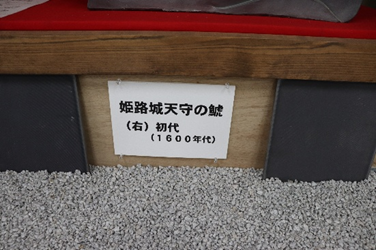 姫路城天守の鯱
（右）初代
（１６００年代）